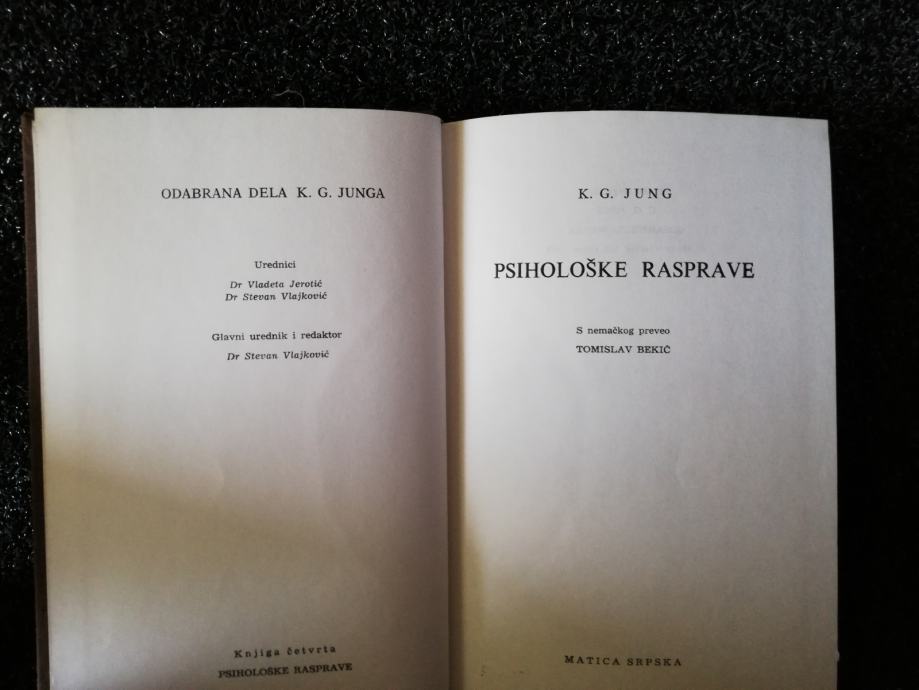 ODABRANA DELA K. G. JUNGA
Urednici
Dr Vladeta Jerotić
Dr Stevan Vlajković
Glavni urednik i redaktor
Dr Stevan Vlajković
Knjiga četvrta
PSIHOLOŠKE RASPRAVE
K. G. JUNG
PSIHOLOŠKE RASPRAVE
S nemačkog preveo
TOMISLAV BEKIĆ
MATICA SRPSKA